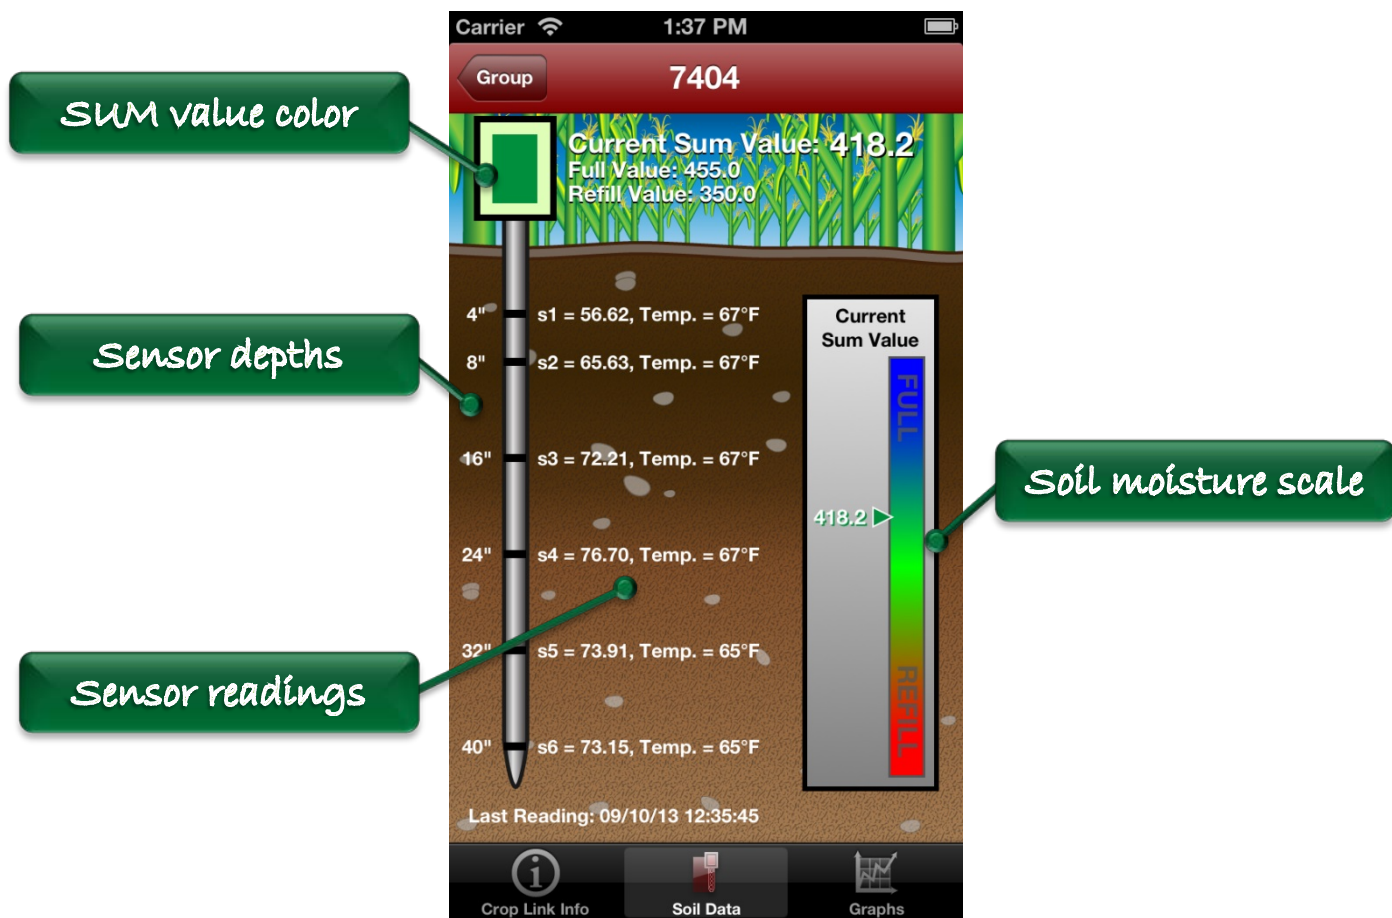 Carrier 1:37 PM
Group 7404
SUM value color
Current Sum Value: 418.2
Full Value: 455.0
Refill Value: 350.0
Sensor depths
4" s1 = 56.62, Temp. = 67°F
8" s2 = 65.63, Temp. = 67°F
16" s3 = 72.21, Temp. = 67°F
24" s4 = 76.70, Temp. = 67°F
32" s5 = 73.91, Temp. = 65°F
40" s6 = 73.15, Temp. = 65°F
Sensor readings
Current
Sum Value
FULL
418.2
REFILL
Soil moisture scale
Last Reading: 09/10/13 12:35:45
Crop Link Info Soil Data Graphs